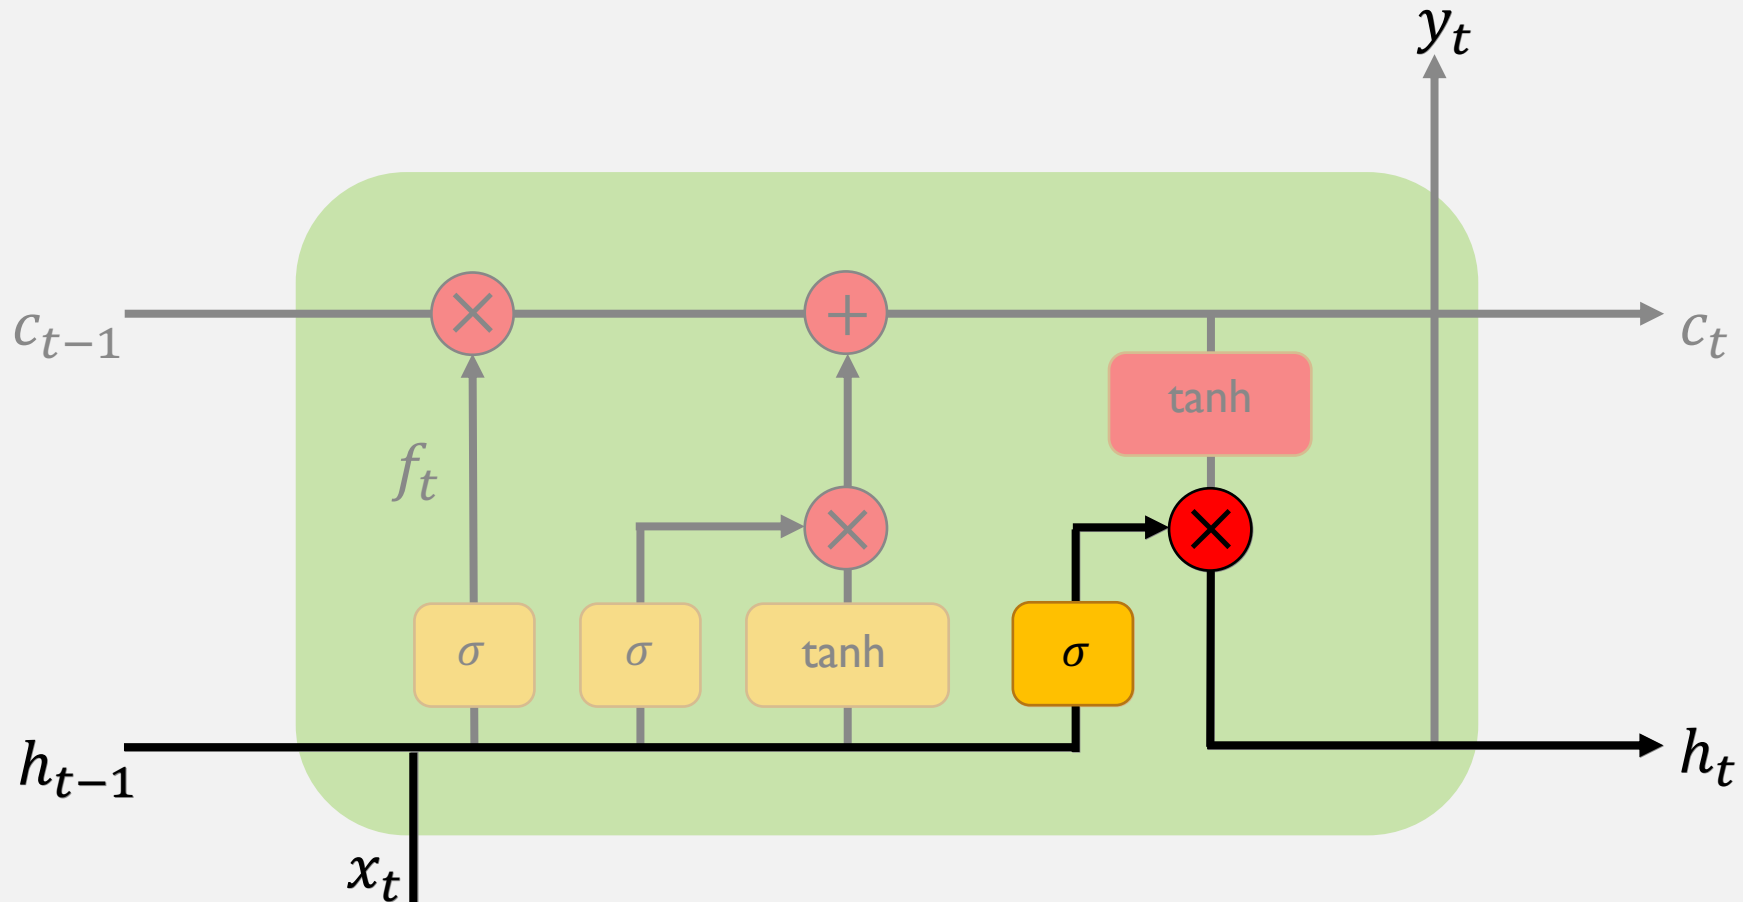 y_t
c_{t−1}
×
+
c_t
tanh
f_t
×
×
σ
σ
tanh
σ
h_{t−1}
h_t
x_t